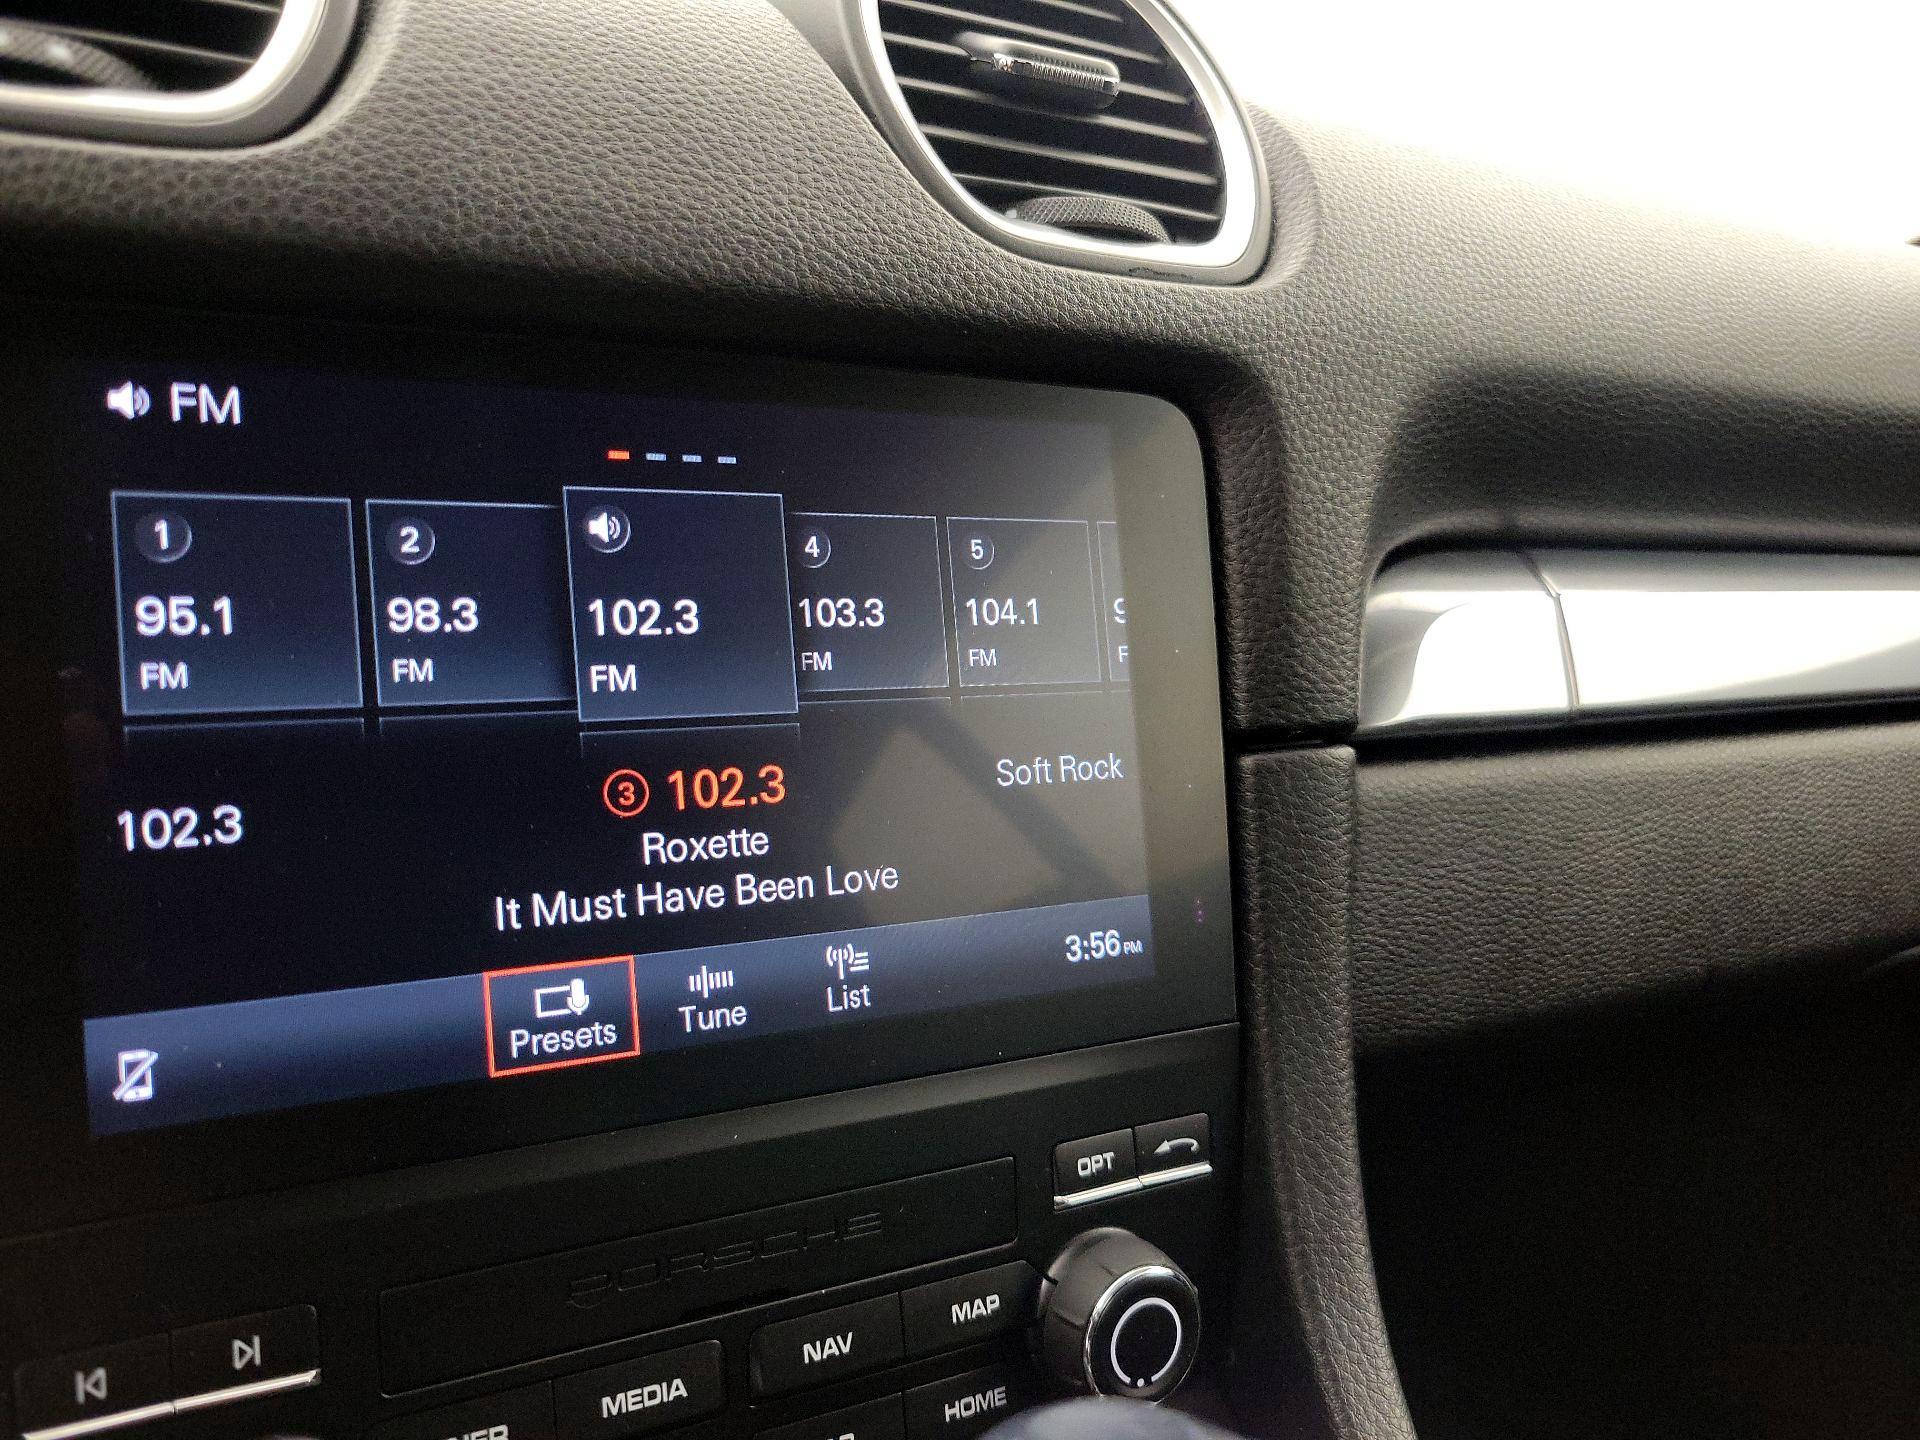 FM
1 2 4 5
95.1 98.3 102.3 103.3 104.1
FM FM FM FM FM
Soft Rock
3 102.3
102.3
Roxette
It Must Have Been Love
3:56 PM
Presets Tune List
OPT
PORSCHE
NAV MAP
MEDIA HOME